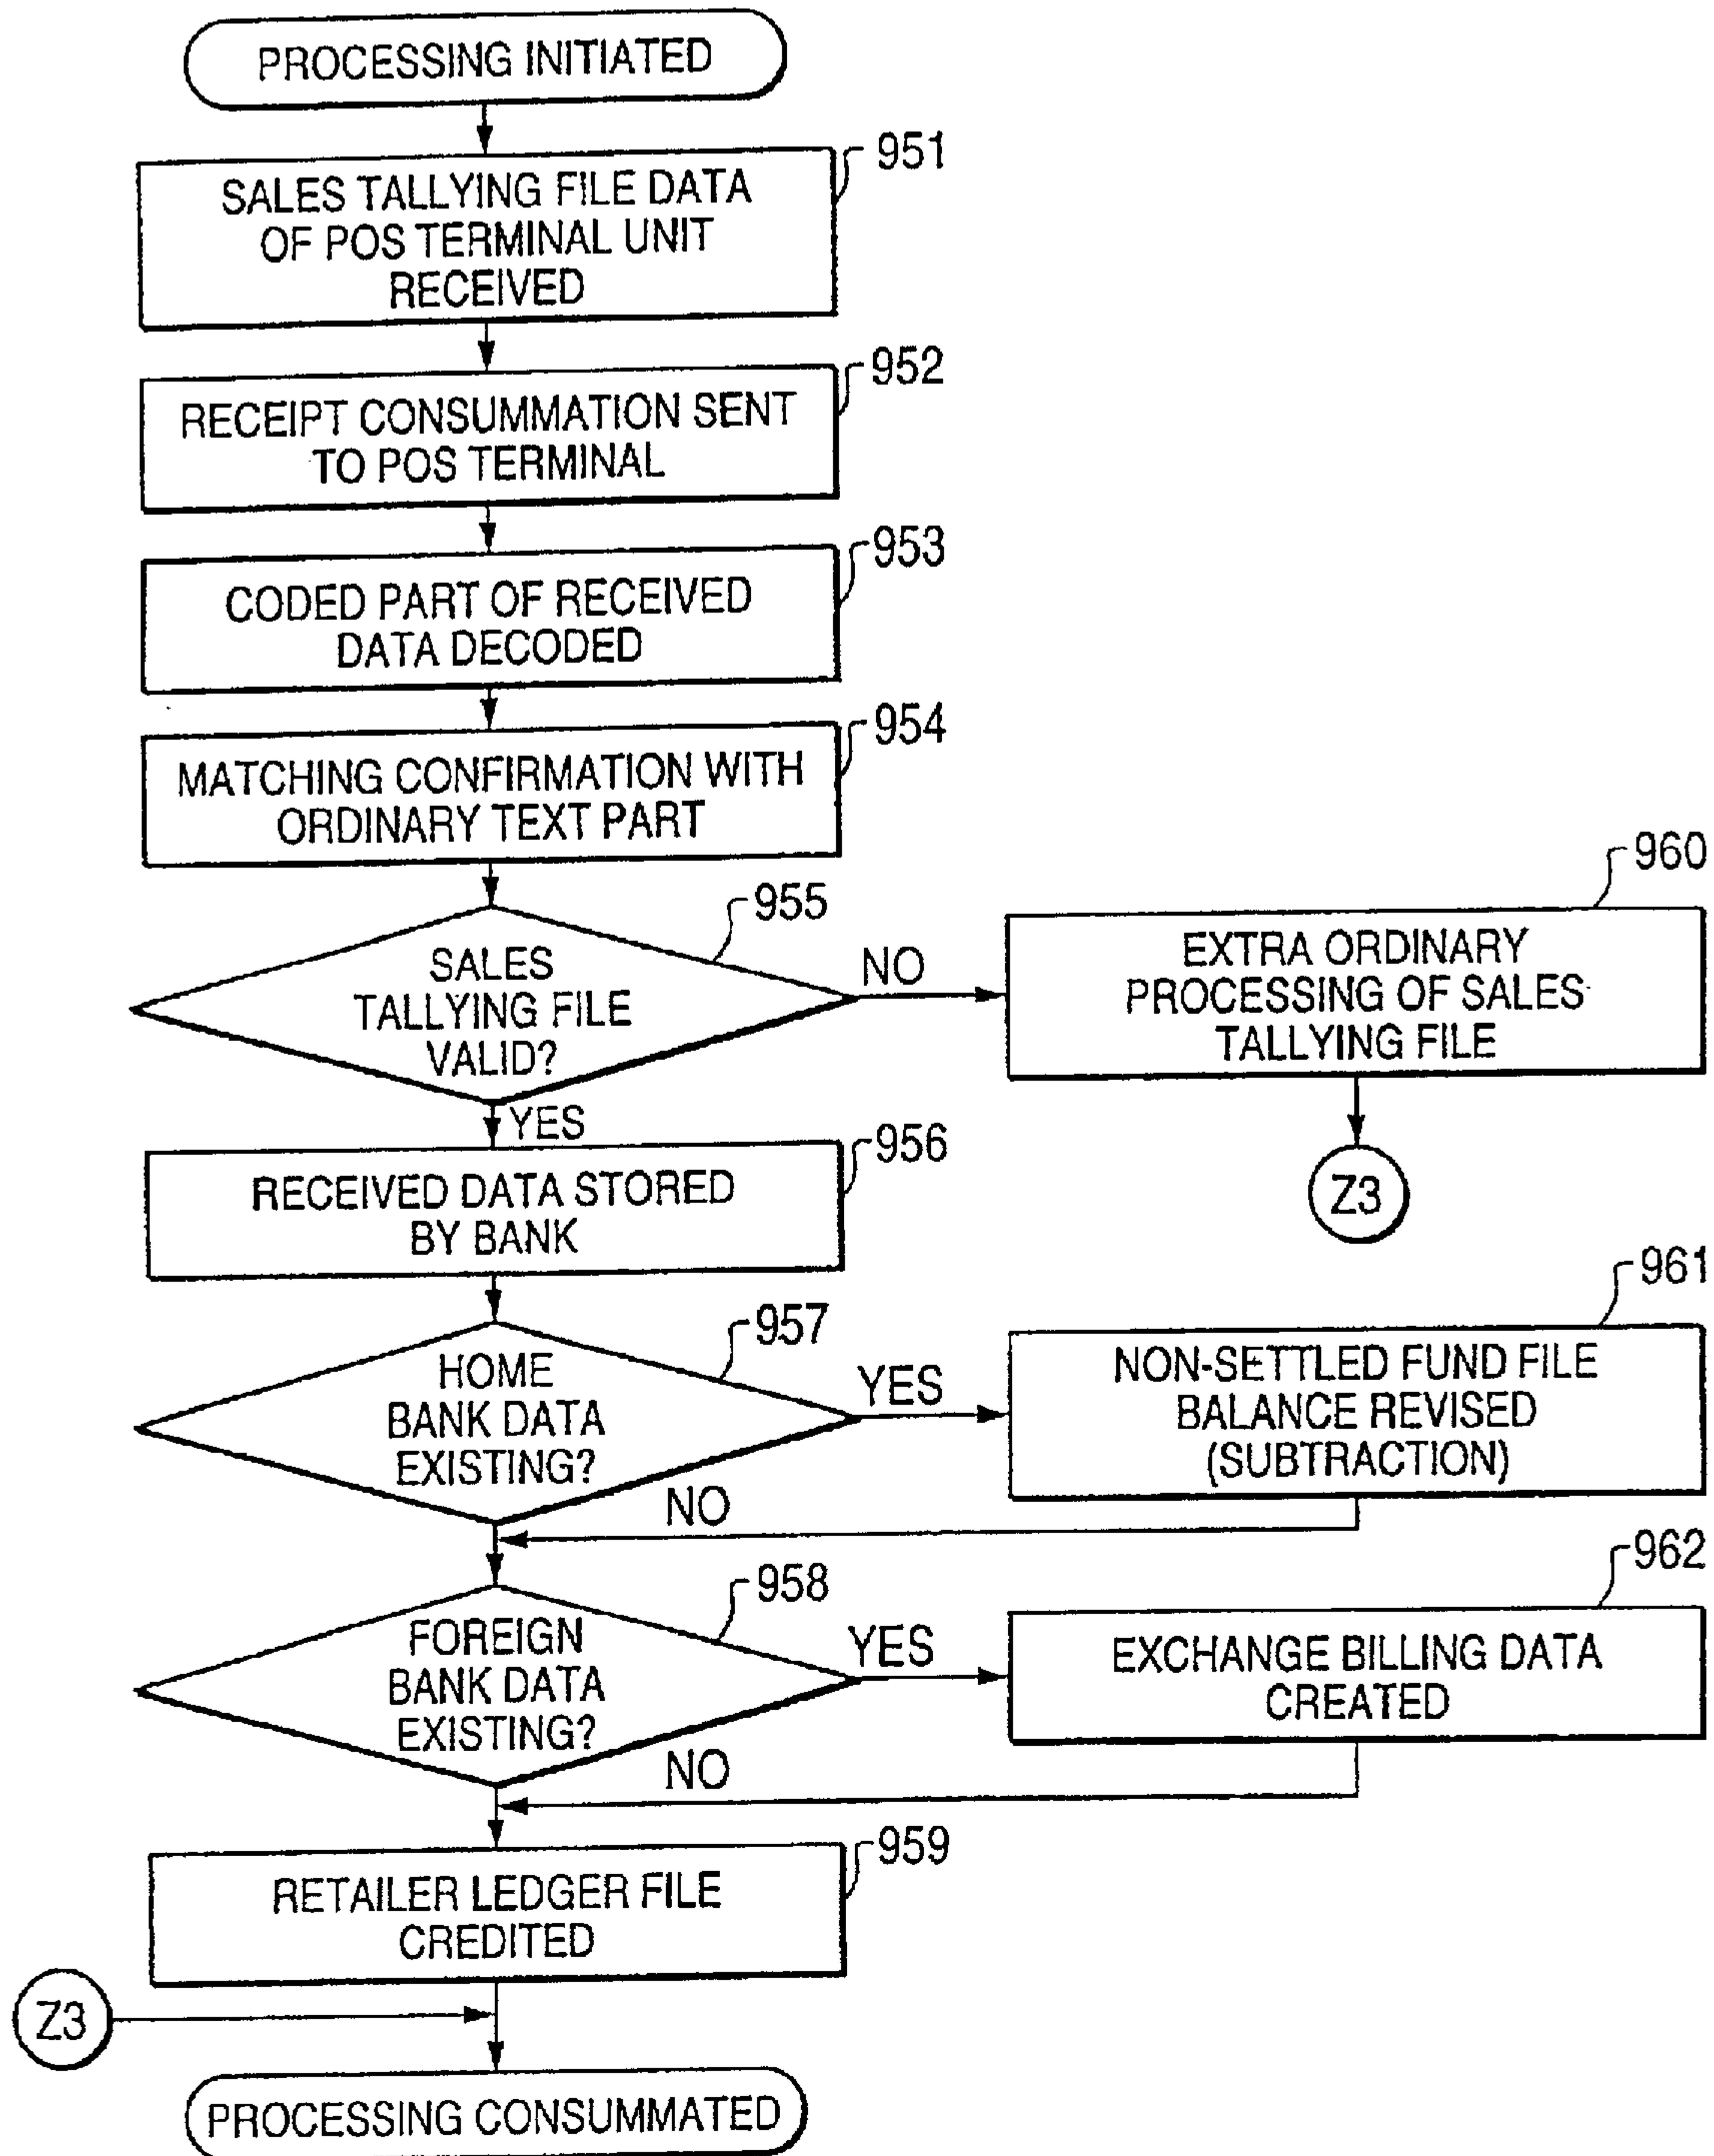 PROCESSING INITIATED
951
SALES TALLYING FILE DATA
OF POS TERMINAL UNIT
RECEIVED
952
RECEIPT CONSUMMATION SENT
TO POS TERMINAL
953
CODED PART OF RECEIVED
DATA DECODED
954
MATCHING CONFIRMATION WITH
ORDINARY TEXT PART
955
SALES
TALLYING FILE
VALID?
NO
960
EXTRA ORDINARY
PROCESSING OF SALES
TALLYING FILE
Z3
YES
956
RECEIVED DATA STORED
BY BANK
957
HOME
BANK DATA
EXISTING?
YES
961
NON-SETTLED FUND FILE
BALANCE REVISED
(SUBTRACTION)
NO
958
FOREIGN
BANK DATA
EXISTING?
YES
962
EXCHANGE BILLING DATA
CREATED
NO
959
RETAILER LEDGER FILE
CREDITED
Z3
PROCESSING CONSUMMATED